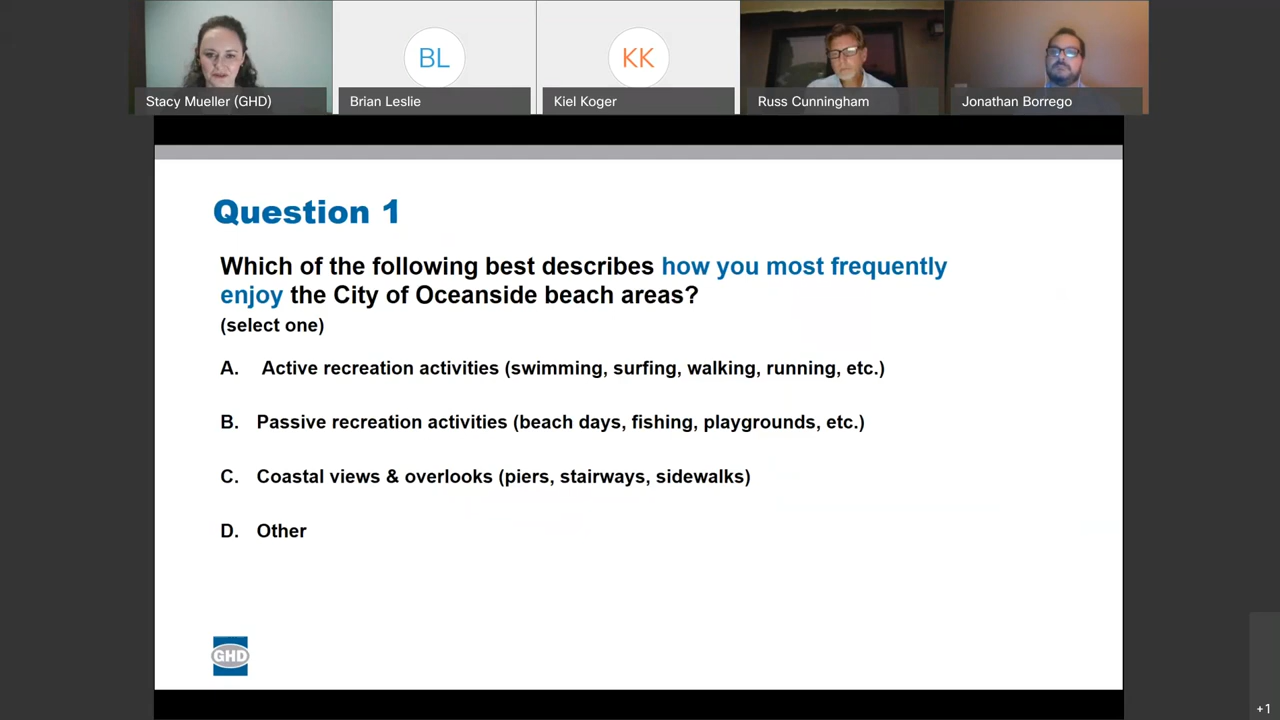 BL
KK
Stacy Mueller (GHD)
Brian Leslie
Kiel Koger
Russ Cunningham
Jonathan Borrego
Question 1
Which of the following best describes how you most frequently
enjoy the City of Oceanside beach areas?
(select one)
A. Active recreation activities (swimming, surfing, walking, running, etc.)
B. Passive recreation activities (beach days, fishing, playgrounds, etc.)
C. Coastal views & overlooks (piers, stairways, sidewalks)
D. Other
GHD
+1